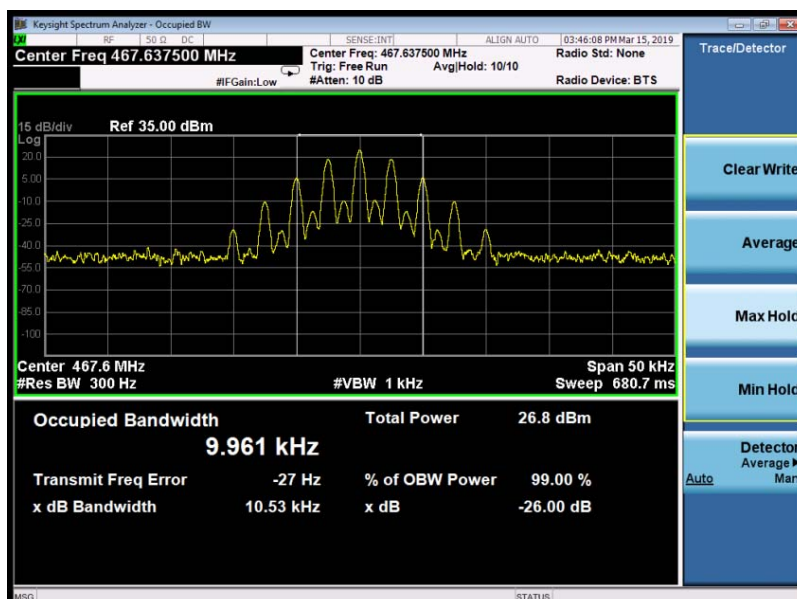 Keysight Spectrum Analyzer - Occupied BW
LXI RF 50 Ω DC SENSE:INT ALIGN AUTO 03:46:08 PM Mar 15, 2019
Center Freq 467.637500 MHz Center Freq: 467.637500 MHz Radio Std: None Trace/Detector
Trig: Free Run Avg|Hold: 10/10
#IFGain:Low #Atten: 10 dB Radio Device: BTS
15 dB/div Ref 35.00 dBm
Log
20.0
5.00
Clear Write
-10.0
-25.0
-40.0
Average
-55.0
-70.0
-85.0
Max Hold
-100
Center 467.6 MHz Span 50 kHz
#Res BW 300 Hz #VBW 1 kHz Sweep 680.7 ms
Min Hold
Occupied Bandwidth Total Power 26.8 dBm
9.961 kHz
Detector
Average
Auto Man
Transmit Freq Error -27 Hz % of OBW Power 99.00 %
x dB Bandwidth 10.53 kHz x dB -26.00 dB
MSG STATUS